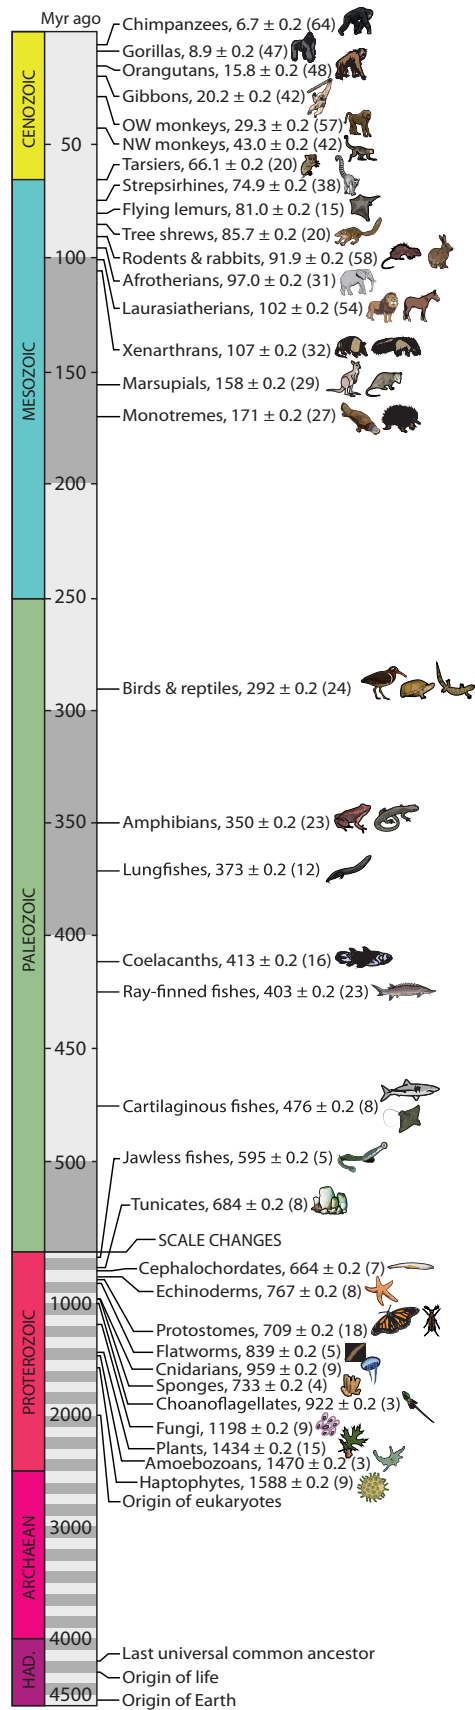 Myr ago
Chimpanzees, 6.7 ± 0.2 (64)
Gorillas, 8.9 ± 0.2 (47)
Orangutans, 15.8 ± 0.2 (48)
Gibbons, 20.2 ± 0.2 (42)
CENOZOIC
OW monkeys, 29.3 ± 0.2 (57)
50
NW monkeys, 43.0 ± 0.2 (42)
Tarsiers, 66.1 ± 0.2 (20)
Strepsirhines, 74.9 ± 0.2 (38)
Flying lemurs, 81.0 ± 0.2 (15)
Tree shrews, 85.7 ± 0.2 (20)
100
Rodents & rabbits, 91.9 ± 0.2 (58)
Afrotherians, 97.0 ± 0.2 (31)
Laurasiatherians, 102 ± 0.2 (54)
Xenarthrans, 107 ± 0.2 (32)
MESOZOIC
150
Marsupials, 158 ± 0.2 (29)
Monotremes, 171 ± 0.2 (27)
200
250
Birds & reptiles, 292 ± 0.2 (24)
300
350
Amphibians, 350 ± 0.2 (23)
Lungfishes, 373 ± 0.2 (12)
PALEOZOIC
400
Coelacanths, 413 ± 0.2 (16)
Ray-finned fishes, 403 ± 0.2 (23)
450
Cartilaginous fishes, 476 ± 0.2 (8)
500
Jawless fishes, 595 ± 0.2 (5)
Tunicates, 684 ± 0.2 (8)
SCALE CHANGES
Cephalochordates, 664 ± 0.2 (7)
Echinoderms, 767 ± 0.2 (8)
1000
Protostomes, 709 ± 0.2 (18)
PROTEROZOIC
Flatworms, 839 ± 0.2 (5)
Cnidarians, 959 ± 0.2 (9)
Sponges, 733 ± 0.2 (4)
Choanoflagellates, 922 ± 0.2 (3)
2000
Fungi, 1198 ± 0.2 (9)
Plants, 1434 ± 0.2 (15)
Amoebozoans, 1470 ± 0.2 (3)
Haptophytes, 1588 ± 0.2 (9)
Origin of eukaryotes
3000
ARCHAEAN
4000
Last universal common ancestor
HAD.
Origin of life
4500
Origin of Earth